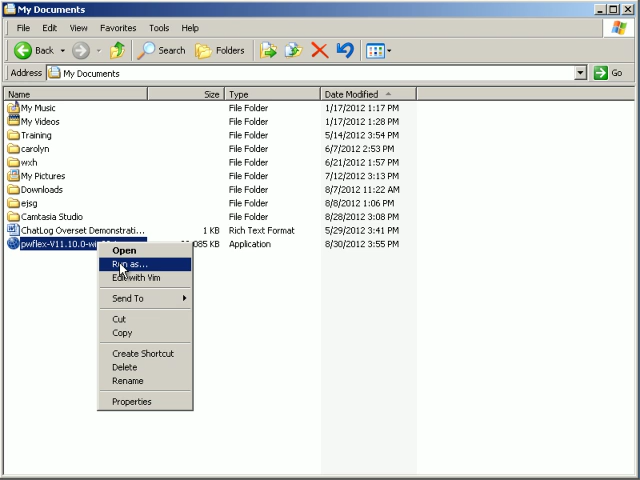 My Documents
File Edit View Favorites Tools Help
Back Search Folders
Address My Documents Go
Name Size Type Date Modified
My Music File Folder 1/17/2012 1:17 PM
My Videos File Folder 1/17/2012 1:28 PM
Training File Folder 5/14/2012 3:54 PM
carolyn File Folder 6/7/2012 2:53 PM
wxh File Folder 6/21/2012 1:57 PM
My Pictures File Folder 7/12/2012 3:13 PM
Downloads File Folder 8/7/2012 11:22 AM
ejsg File Folder 8/8/2012 1:06 PM
Camtasia Studio File Folder 8/28/2012 3:08 PM
ChatLog Overset Demonstrati... 1 KB Rich Text Format 5/29/2012 3:41 PM
pwflex-V11.10.0-win 085 KB Application 8/30/2012 3:55 PM
Open
Run as...
Edit with Vim
Send To
Cut
Copy
Create Shortcut
Delete
Rename
Properties